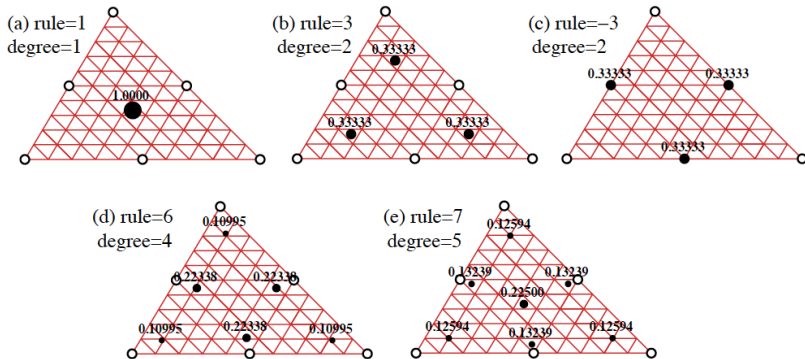 (a) rule=1
degree=1
1.0000
(b) rule=3
degree=2
0.33333
0.33333
0.33333
(c) rule=−3
degree=2
0.33333
0.33333
0.33333
(d) rule=6
degree=4
0.10995
0.22338
0.22338
0.10995
0.22338
0.10995
(e) rule=7
degree=5
0.12594
0.13239
0.13239
0.22500
0.12594
0.13239
0.12594